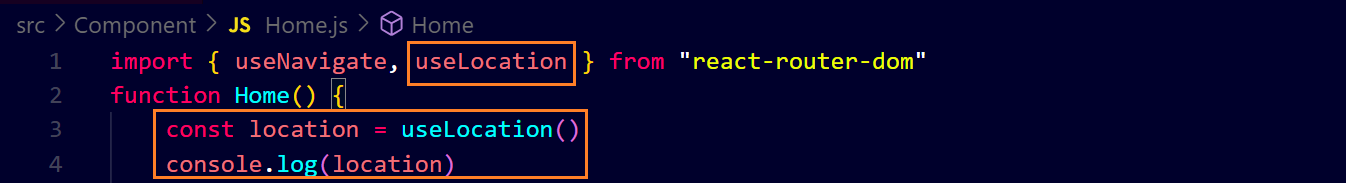 src > Component > JS Home.js > Home
1 import { useNavigate, useLocation } from "react-router-dom"
2 function Home() {
3 const location = useLocation()
4 console.log(location)